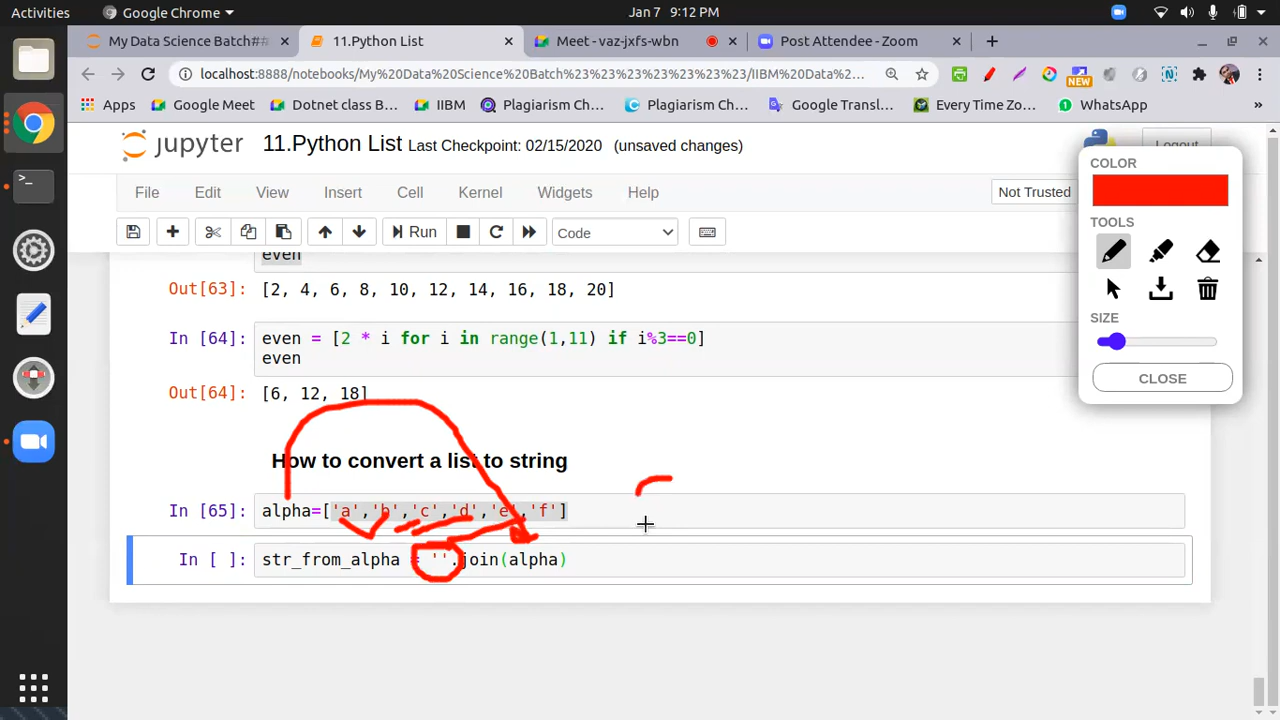 Activities
Google Chrome
Jan 7 9:12 PM
My Data Science Batch##
11.Python List
Meet - vaz-jxfs-wbn
Post Attendee - Zoom
localhost:8888/notebooks/My%20Data%20Science%20Batch%23%23%23%23%23%23/IIBM%20Data%2...
NEW
Apps
Google Meet
Dotnet class B...
IIBM
Plagiarism Ch...
Plagiarism Ch...
Google Transl...
Every Time Zo...
WhatsApp
jupyter
11.Python List Last Checkpoint: 02/15/2020 (unsaved changes)
Logout
File Edit View Insert Cell Kernel Widgets Help
Not Trusted
Run
Code
even
Out[63]: [2, 4, 6, 8, 10, 12, 14, 16, 18, 20]
In [64]: even = [2 * i for i in range(1,11) if i%3==0]
even
Out[64]: [6, 12, 18]
How to convert a list to string
In [65]: alpha=['a','b','c','d','e','f']
In [ ]: str_from_alpha = ''.join(alpha)
COLOR
TOOLS
SIZE
CLOSE